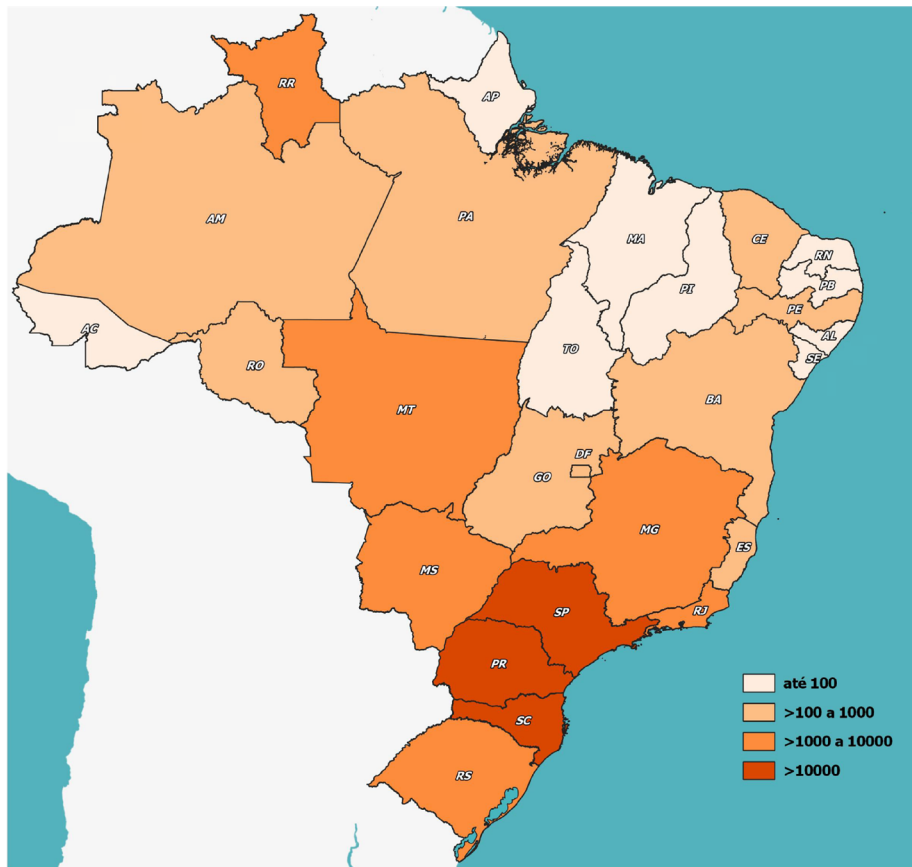 RR
AP
AM
PA
MA
CE
RN
PB
PI
PE
AL
SE
AC
TO
RO
BA
MT
DF
GO
MG
ES
MS
SP
RJ
PR
SC
RS
até 100
>100 a 1000
>1000 a 10000
>10000